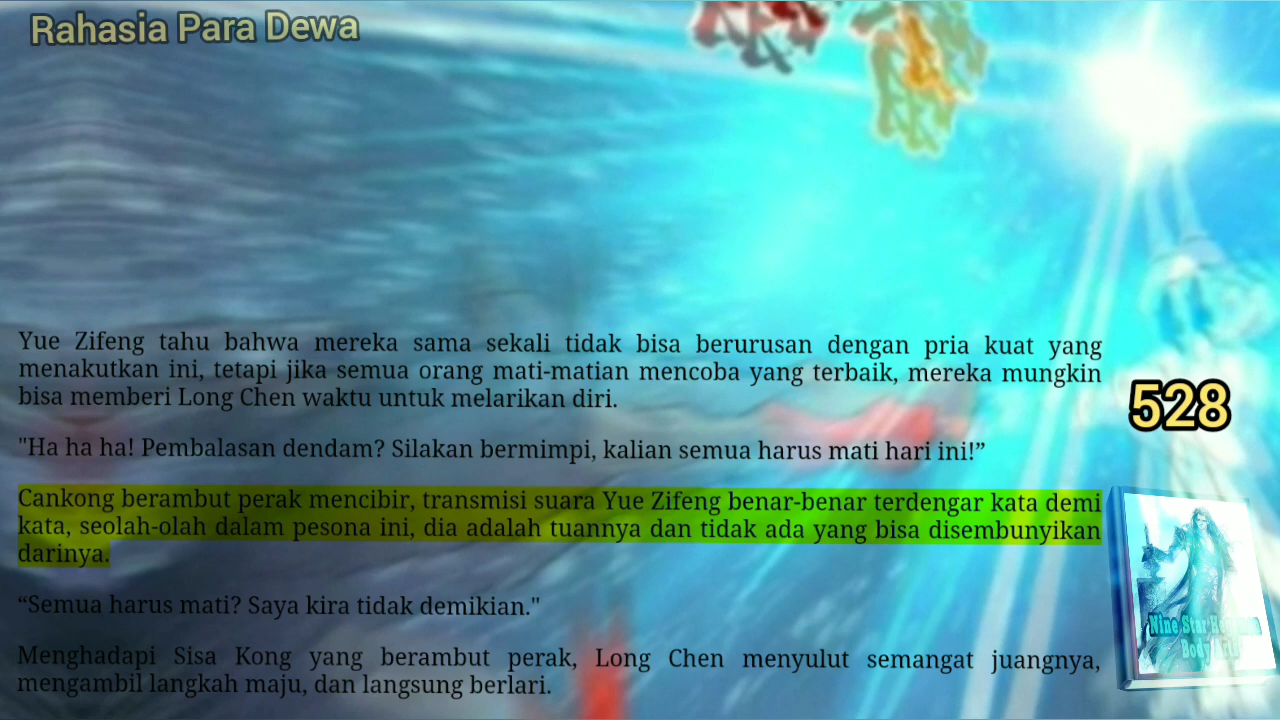 Rahasia Para Dewa
Yue Zifeng tahu bahwa mereka sama sekali tidak bisa berurusan dengan pria kuat yang
menakutkan ini, tetapi jika semua orang mati-matian mencoba yang terbaik, mereka mungkin
bisa memberi Long Chen waktu untuk melarikan diri.
"Ha ha ha! Pembalasan dendam? Silakan bermimpi, kalian semua harus mati hari ini!”
Cankong berambut perak mencibir, transmisi suara Yue Zifeng benar-benar terdengar kata demi
kata, seolah-olah dalam pesona ini, dia adalah tuannya dan tidak ada yang bisa disembunyikan
darinya.
“Semua harus mati? Saya kira tidak demikian."
Menghadapi Sisa Kong yang berambut perak, Long Chen menyulut semangat juangnya,
mengambil langkah maju, dan langsung berlari.
528
Nine Star
Body